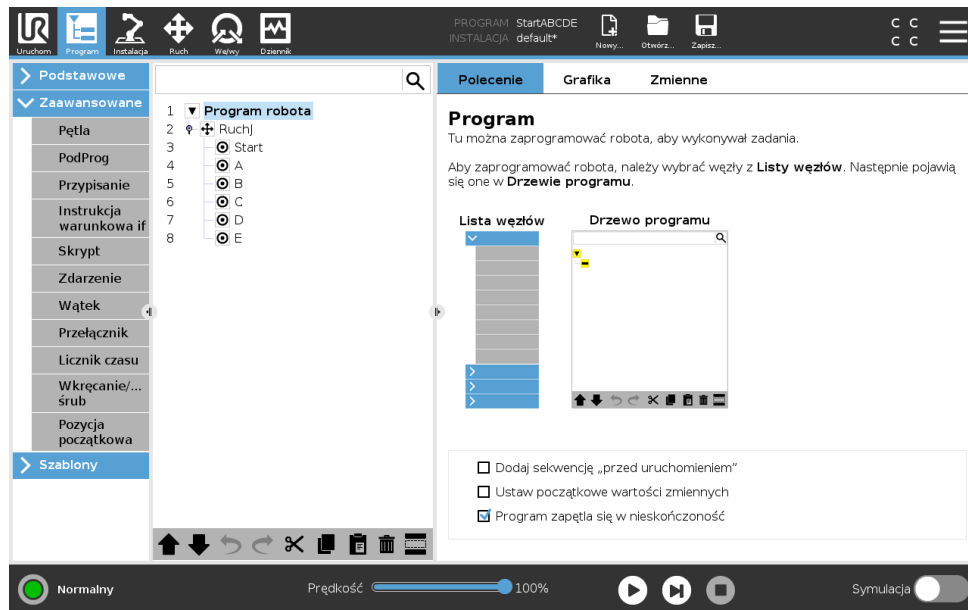 PROGRAM StartABCDE
INSTALACJA default*
Uruchom
Program
Instalacja
Ruch
We/wy
Dziennik
Nowy...
Otwórz...
Zapisz...
C C
C C
Podstawowe
Zaawansowane
Pętla
PodProg
Przypisanie
Instrukcja
warunkowa if
Skrypt
Zdarzenie
Wątek
Przełącznik
Licznik czasu
Wkręcanie/...
śrub
Pozycja
początkowa
Szablony
1 Program robota
2 RuchJ
3 Start
4 A
5 B
6 C
7 D
8 E
Polecenie Grafika Zmienne
Program
Tu można zaprogramować robota, aby wykonywał zadania.
Aby zaprogramować robota, należy wybrać węzły z Listy węzłów. Następnie pojawią
się one w Drzewie programu.
Lista węzłów
Drzewo programu
Dodaj sekwencję „przed uruchomieniem”
Ustaw początkowe wartości zmiennych
Program zapętla się w nieskończoność
Normalny
Prędkość 100%
Symulacja